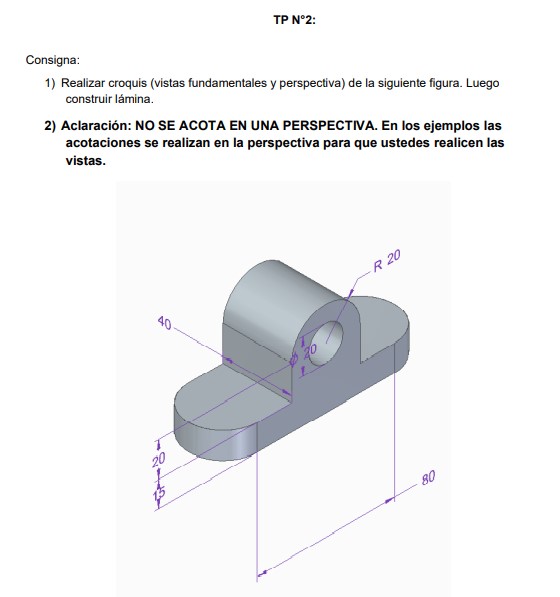 TP N°2:
Consigna:
1) Realizar croquis (vistas fundamentales y perspectiva) de la siguiente figura. Luego
construir lámina.
2) Aclaración: NO SE ACOTA EN UNA PERSPECTIVA. En los ejemplos las
acotaciones se realizan en la perspectiva para que ustedes realicen las
vistas.
R 20
40
ϕ 20
20
15
80